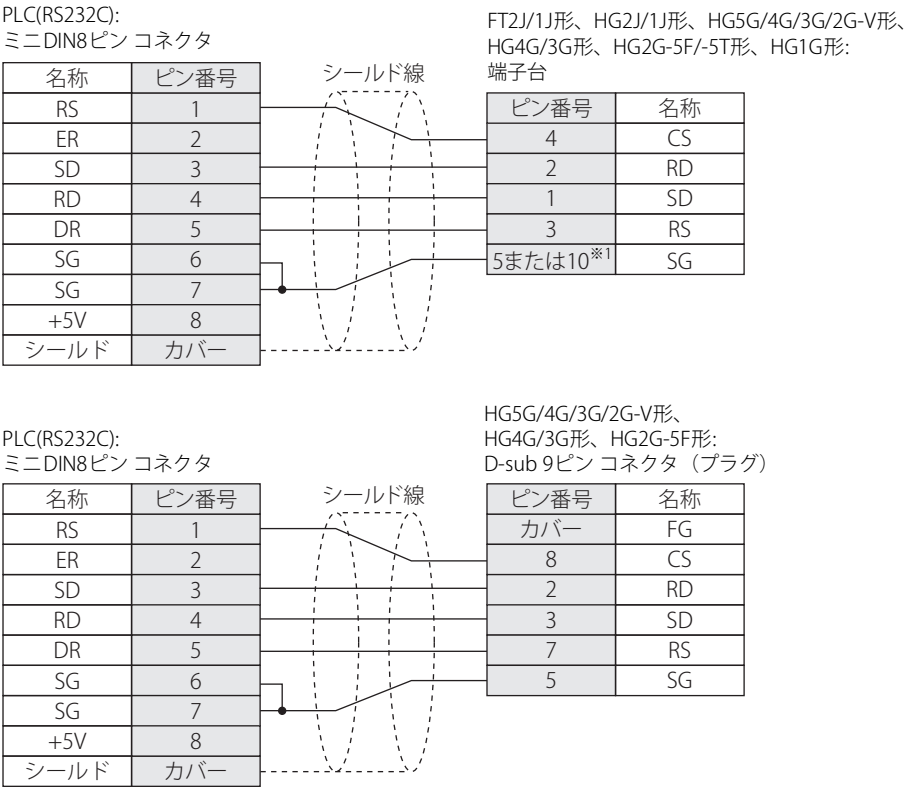 PLC(RS232C):
ミニDIN8ピン コネクタ
FT2J/1J形、HG2J/1J形、HG5G/4G/3G/2G-V形、
HG4G/3G形、HG2G-5F/-5T形、HG1G形:
端子台
名称 ピン番号
RS 1
ER 2
SD 3
RD 4
DR 5
SG 6
SG 7
+5V 8
シールド カバー
シールド線
ピン番号 名称
4 CS
2 RD
1 SD
3 RS
5または10※1 SG
PLC(RS232C):
ミニDIN8ピン コネクタ
HG5G/4G/3G/2G-V形、
HG4G/3G形、HG2G-5F形:
D-sub 9ピン コネクタ（プラグ）
名称 ピン番号
RS 1
ER 2
SD 3
RD 4
DR 5
SG 6
SG 7
+5V 8
シールド カバー
シールド線
ピン番号 名称
カバー FG
8 CS
2 RD
3 SD
7 RS
5 SG